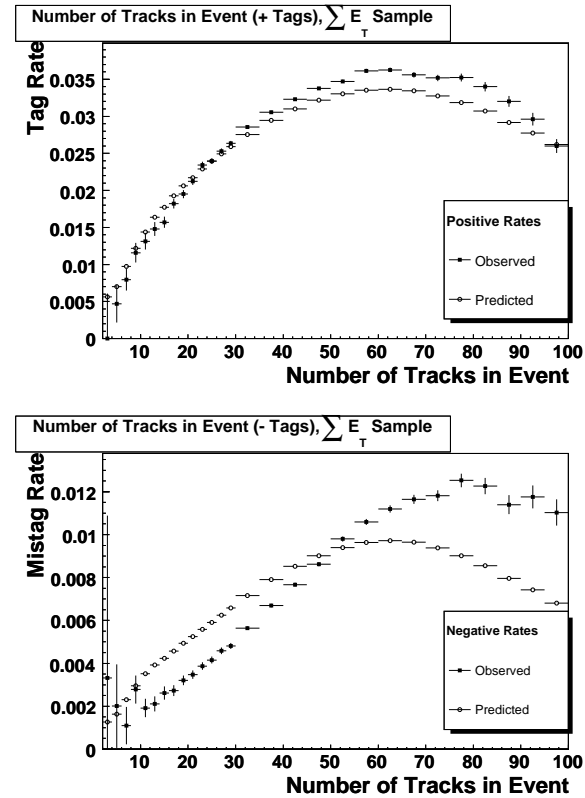 Number of Tracks in Event (+ Tags), ∑ E_T Sample
Tag Rate
0.035
0.03
0.025
0.02
0.015
0.01
0.005
0
Positive Rates
Observed
Predicted
10 20 30 40 50 60 70 80 90 100
Number of Tracks in Event
Number of Tracks in Event (- Tags), ∑ E_T Sample
Mistag Rate
0.012
0.01
0.008
0.006
0.004
0.002
0
Negative Rates
Observed
Predicted
10 20 30 40 50 60 70 80 90 100
Number of Tracks in Event